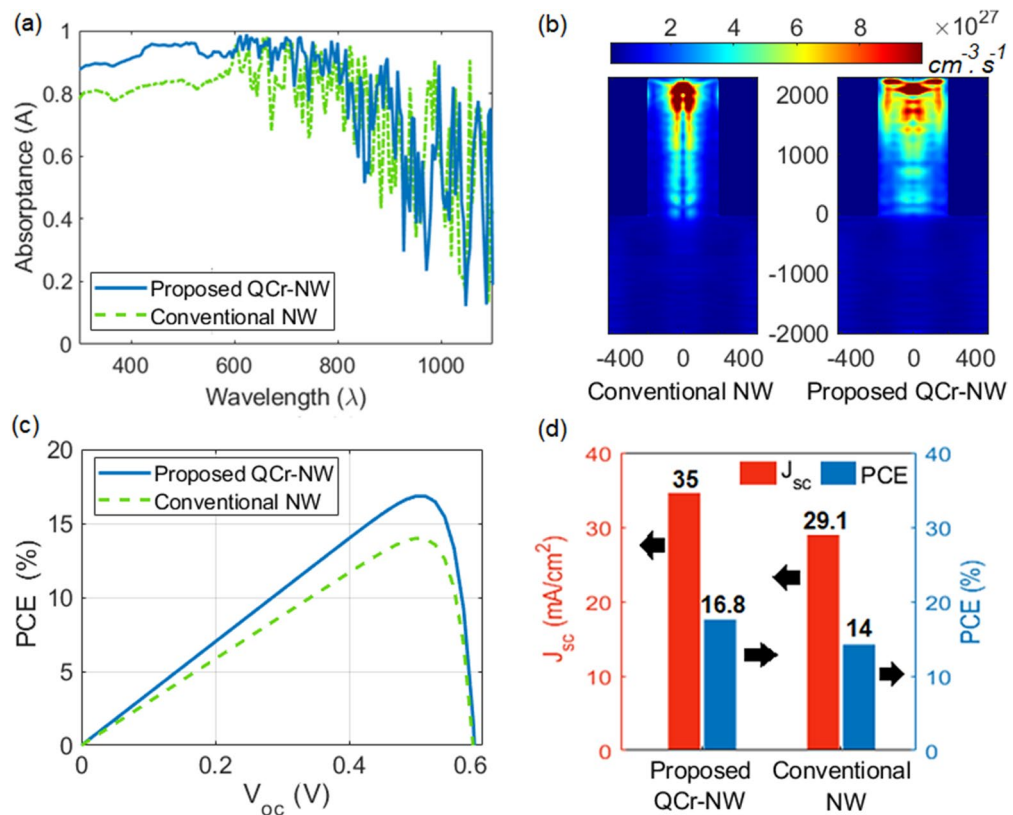 (a)
1
0.8
0.6
0.4
0.2
0
Absorptance (A)
Proposed QCr-NW
Conventional NW
400 600 800 1000
Wavelength (λ)
(b)
2 4 6 8 ×10^27
cm^-3.s^-1
2000
1000
0
-1000
-2000
-400 0 400
Conventional NW
-400 0 400
Proposed QCr-NW
(c)
20
15
10
5
0
PCE (%)
Proposed QCr-NW
Conventional NW
0 0.2 0.4 0.6
V_oc (V)
(d)
40
30
20
10
0
J_sc (mA/cm^2)
J_sc PCE
35
16.8
29.1
14
40
30
20
10
0
PCE (%)
Proposed
QCr-NW
Conventional
NW